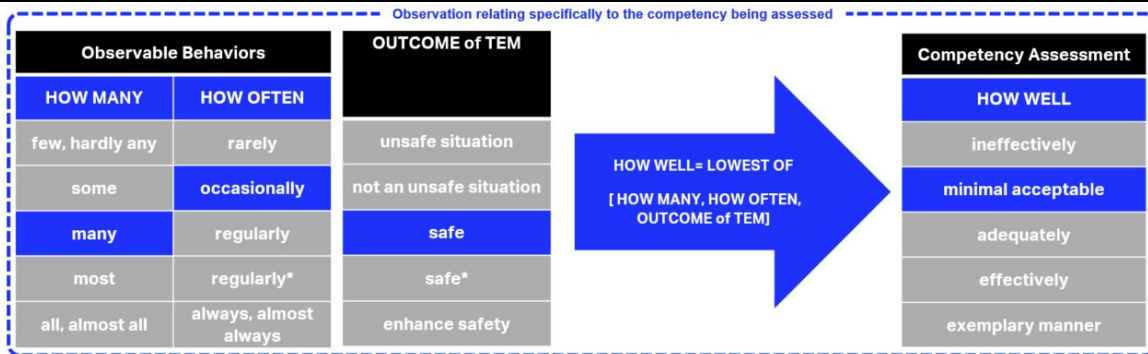 Observation relating specifically to the competency being assessed
Observable Behaviors
HOW MANY
HOW OFTEN
few, hardly any
rarely
some
occasionally
many
regularly
most
regularly*
all, almost all
always, almost
always
OUTCOME of TEM
unsafe situation
not an unsafe situation
safe
safe*
enhance safety
HOW WELL= LOWEST OF
[ HOW MANY, HOW OFTEN,
OUTCOME of TEM]
Competency Assessment
HOW WELL
ineffectively
minimal acceptable
adequately
effectively
exemplary manner